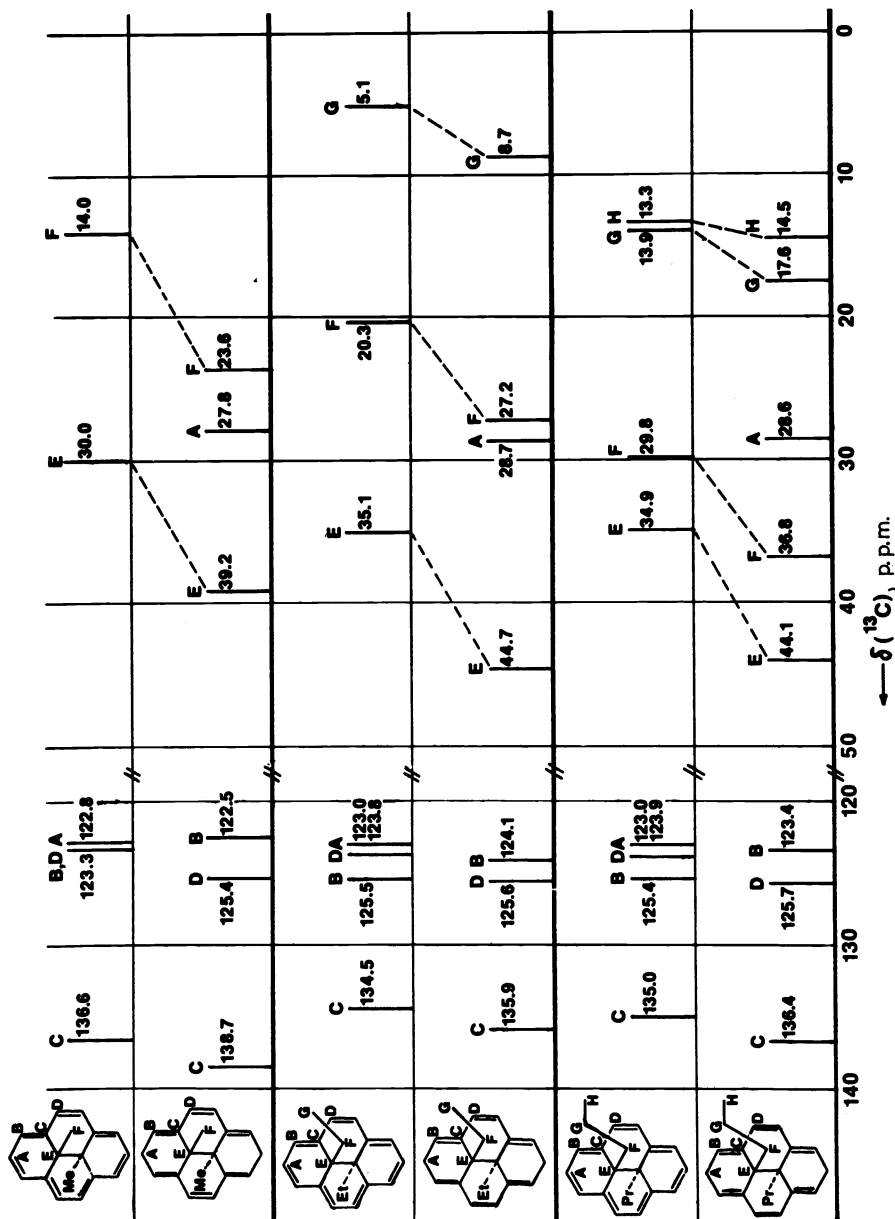 A B C D E F Me
C B,D A E F
136.6 123.3 122.8 30.0 14.0
A B C D E F Me
C D B E A F
138.7 125.4 122.5 39.2 27.8 23.6
G D C B A E F Et
C B DA E F G
134.5 125.5 123.8 123.0 35.1 20.3 5.1
G D C B A E F Et
C D B E A F G
135.9 125.6 124.1 44.7 28.7 27.2 8.7
H G B A C D E F Pr
C B DA E F G H
135.0 125.4 123.9 123.0 34.9 29.8 13.9 13.3
H G B A C D E F Pr
C D B E F A G H
136.4 125.7 123.4 44.1 36.8 28.6 17.6 14.5
140 130 120 50 40 30 20 10 0
← δ (¹³C), p.p.m.